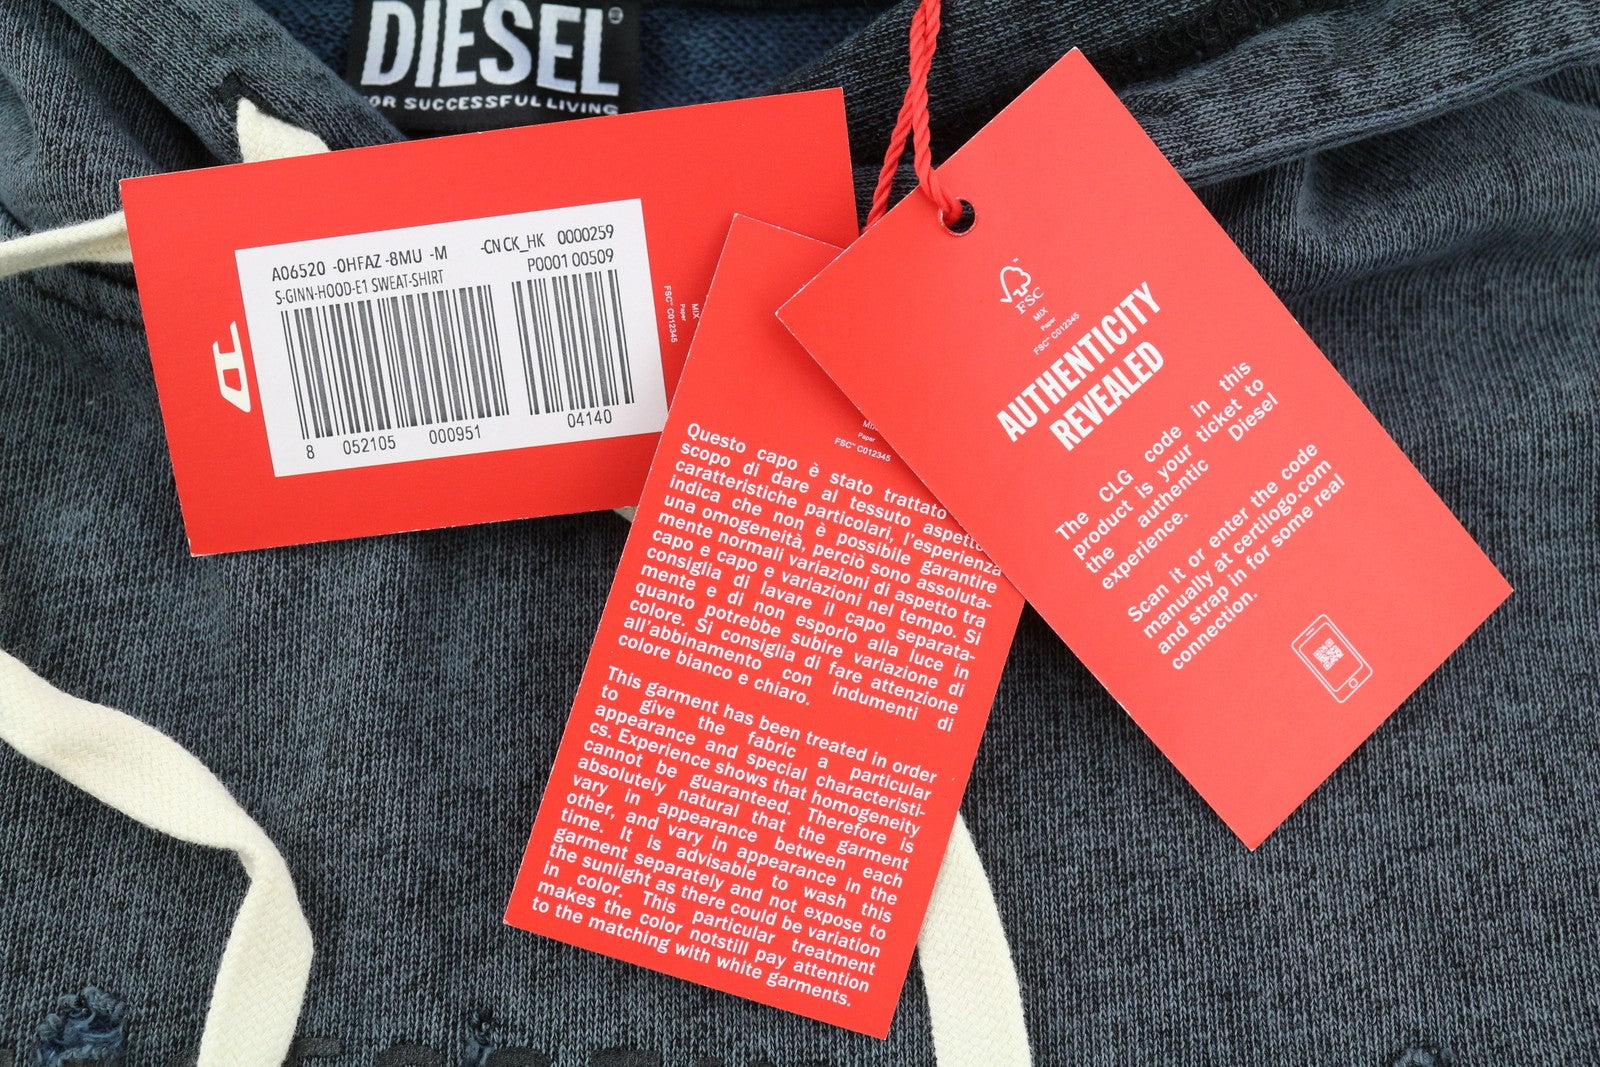 DIESEL
FOR SUCCESSFUL LIVING
A06520 -0HFAZ -8MU -M -CN CK_HK 0000259
S-GINN-HOOD-E1 SWEAT-SHIRT P0001 00509
8 052105 000951 04140
MIX
Paper
FSC™ C012345
MIX
Paper
FSC™ C012345
Questo capo è stato trattato
scopo di dare al tessuto aspetto
caratteristiche particolari, l'esperienza
indica che non è possibile garantire
una omogeneità, perciò sono assoluta-
mente normali variazioni di aspetto tra
capo e capo e variazioni nel tempo. Si
consiglia di lavare il capo separata-
mente e di non esporlo alla luce in
quanto potrebbe subire variazione di
colore. Si consiglia di fare attenzione
all'abbinamento con indumenti di
colore bianco e chiaro.
This garment has been treated in order
to give the fabric a particular
appearance and special characteristi-
cs. Experience shows that homogeneity
cannot be guaranteed. Therefore is
absolutely natural that the garment
vary in appearance between each
other, and vary in appearance in the
time. It is advisable to wash this
garment separately and not expose to
the sunlight as there could be variation
in color. This particular treatment
makes the color notstill pay attention
to the matching with white garments.
FSC
MIX
Paper
FSC™ C012345
AUTHENTICITY
REVEALED
The CLG code in this
product is your ticket to
the authentic Diesel
experience.
Scan it or enter the code
manually at certilogo.com
and strap in for some real
connection.